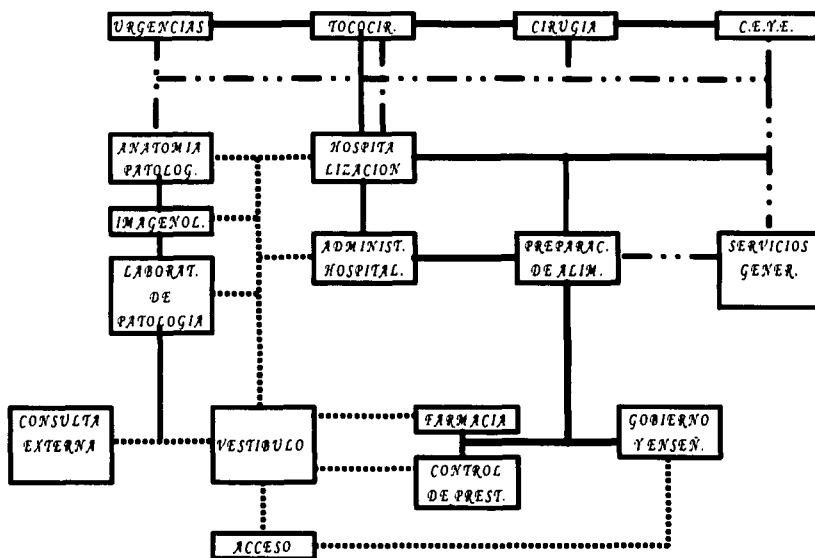 URGENCIAS
TOCOCIR.
CIRUGIA
C.E.Y.E.
ANATOMIA
PATOLOG.
HOSPITA
LIZACION
IMAGENOL.
ADMINIST.
HOSPITAL.
PREPARAC.
DE ALIM.
SERVICIOS
GENER.
LABORAT.
DE
PATOLOGIA
CONSULTA
EXTERNA
VESTIBULO
FARMACIA
GOBIERNO
Y ENSEÑ.
CONTROL
DE PREST.
ACCESO